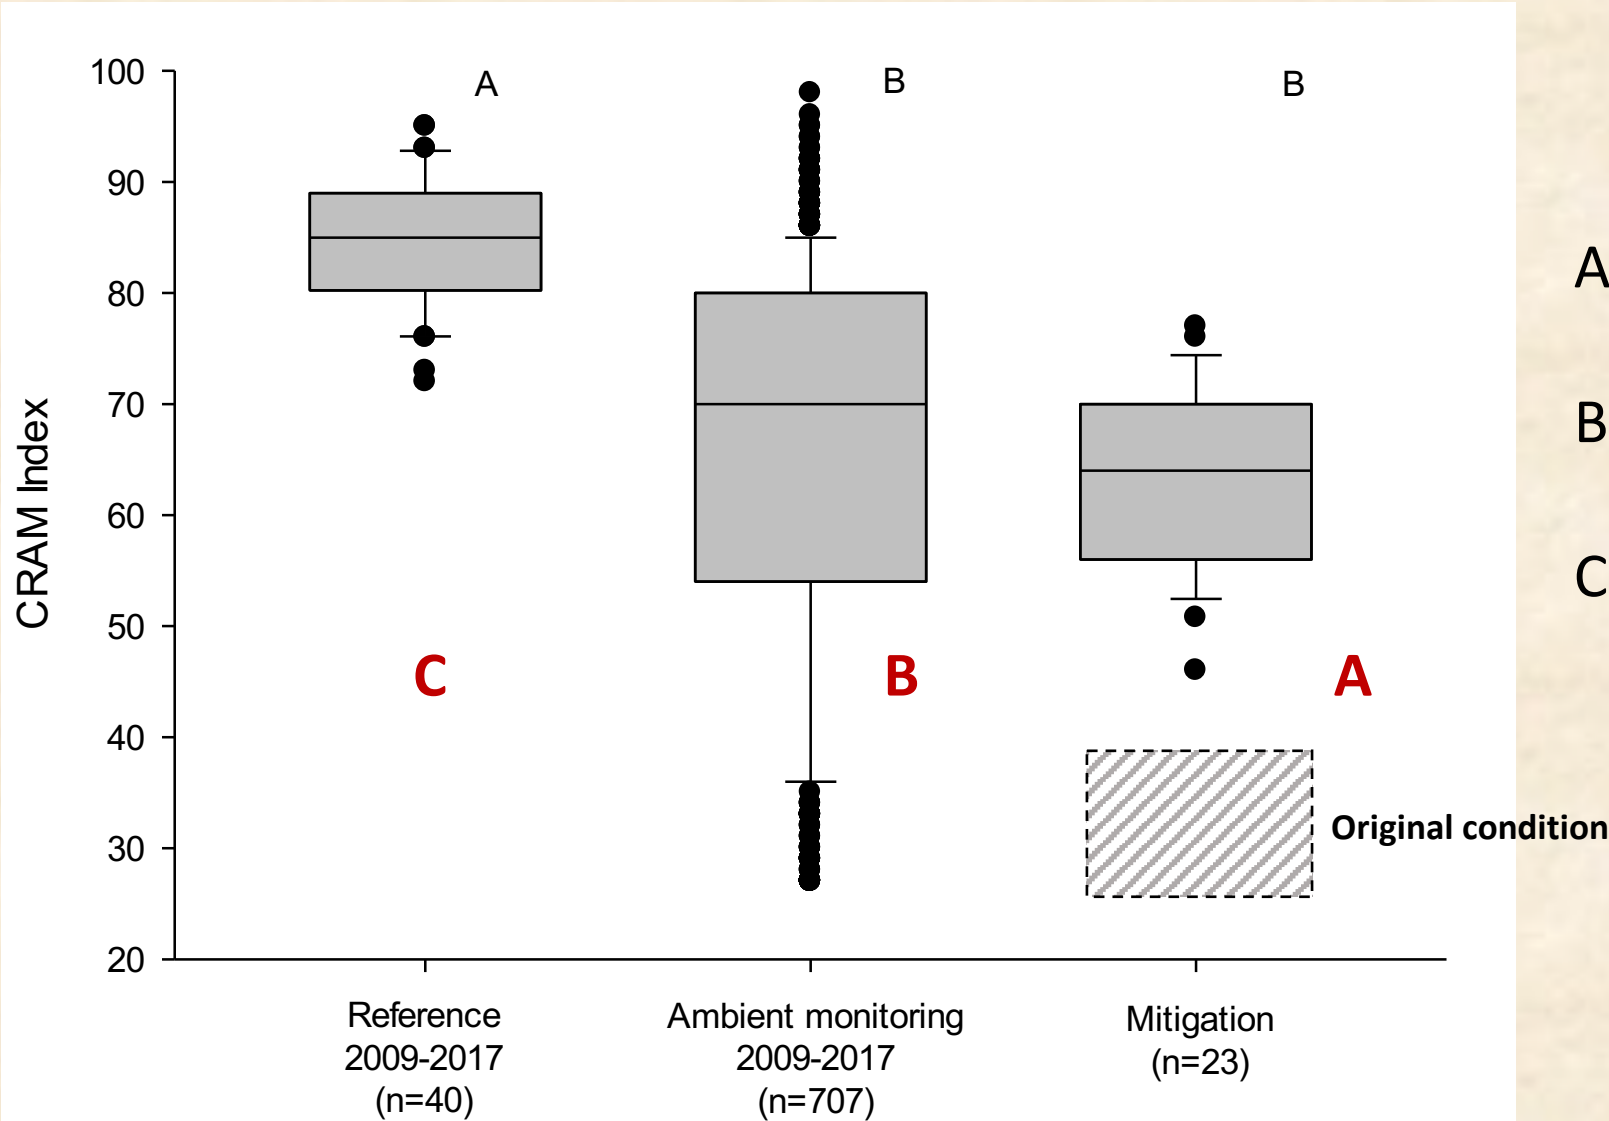 100
90
80
70
60
50
40
30
20
CRAM Index
A
B
B
C
B
A
Original condition
Reference
2009-2017
(n=40)
Ambient monitoring
2009-2017
(n=707)
Mitigation
(n=23)
A
B
C